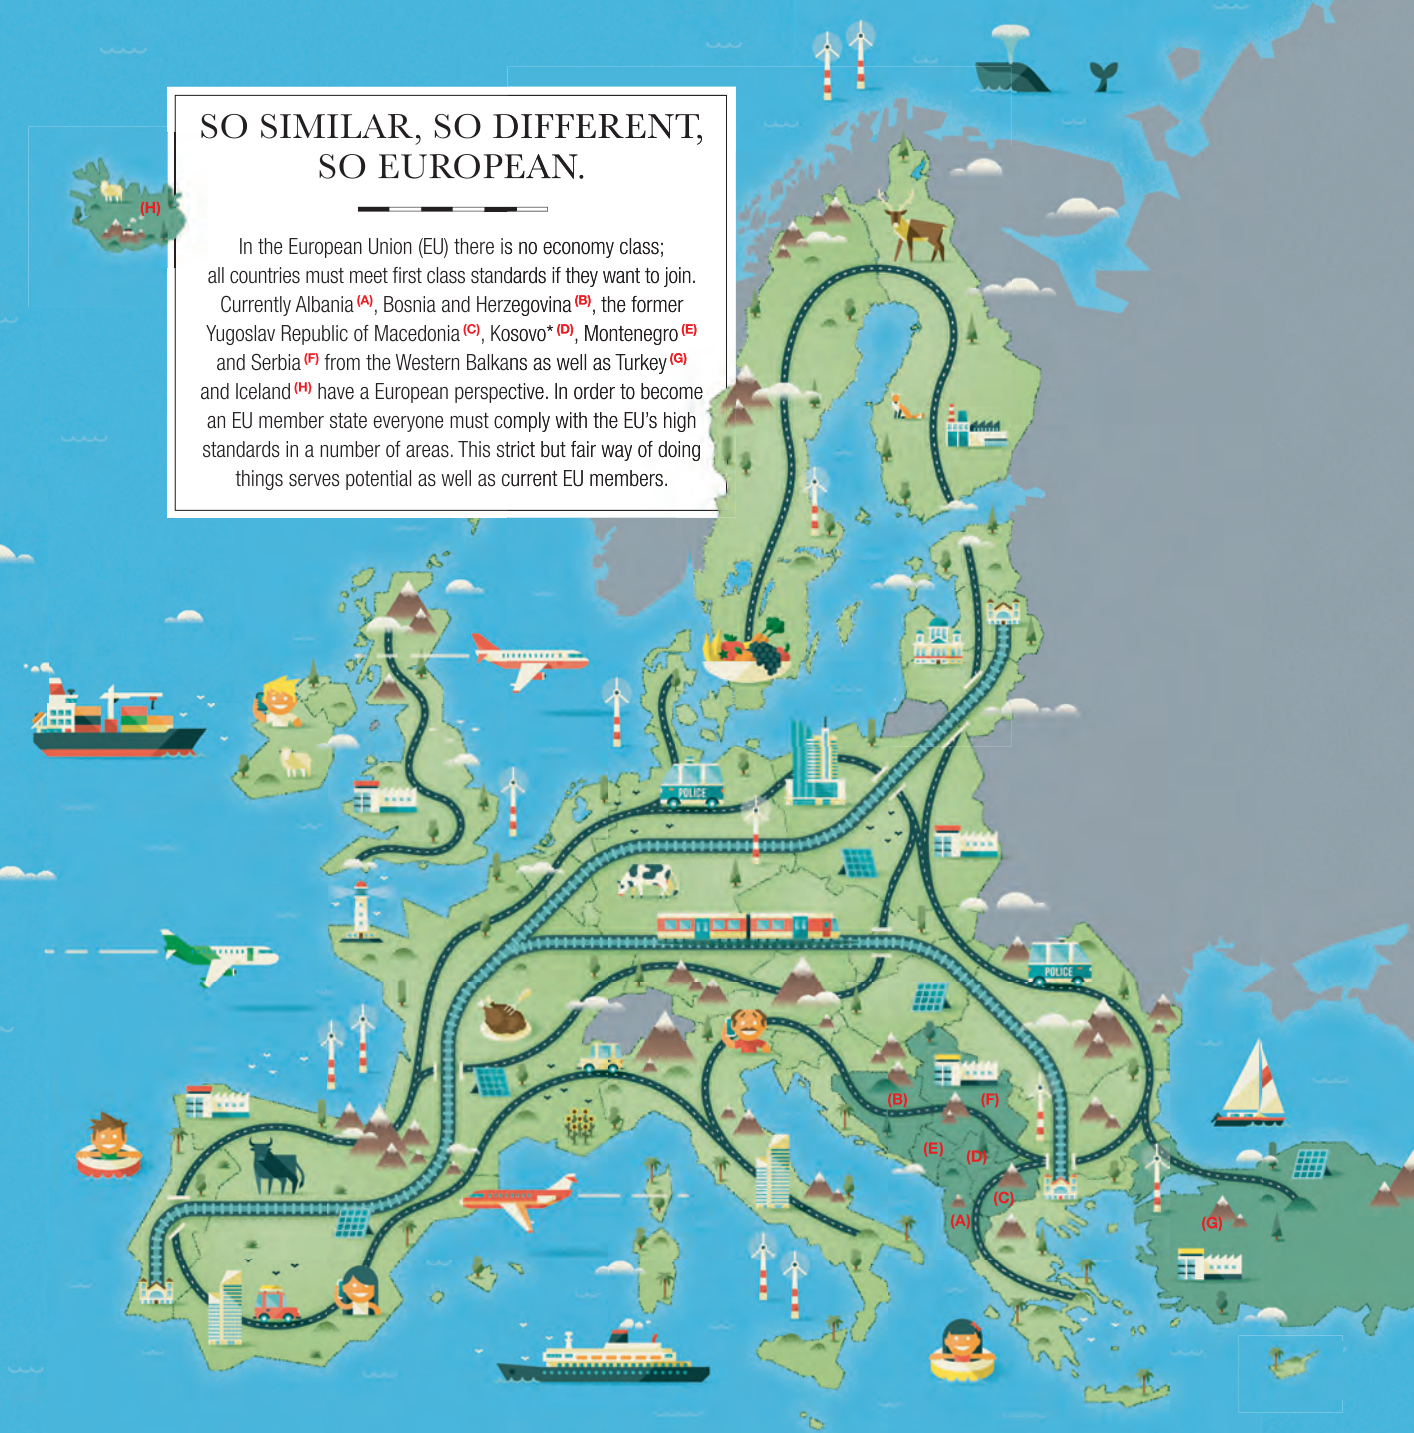 SO SIMILAR, SO DIFFERENT,
SO EUROPEAN.
In the European Union (EU) there is no economy class;
all countries must meet first class standards if they want to join.
Currently Albania (A), Bosnia and Herzegovina (B), the former
Yugoslav Republic of Macedonia (C), Kosovo* (D), Montenegro (E)
and Serbia (F) from the Western Balkans as well as Turkey (G)
and Iceland (H) have a European perspective. In order to become
an EU member state everyone must comply with the EU's high
standards in a number of areas. This strict but fair way of doing
things serves potential as well as current EU members.
(H)
POLICE
POLICE
(B)
(F)
(E)
(D)
(C)
(A)
(G)